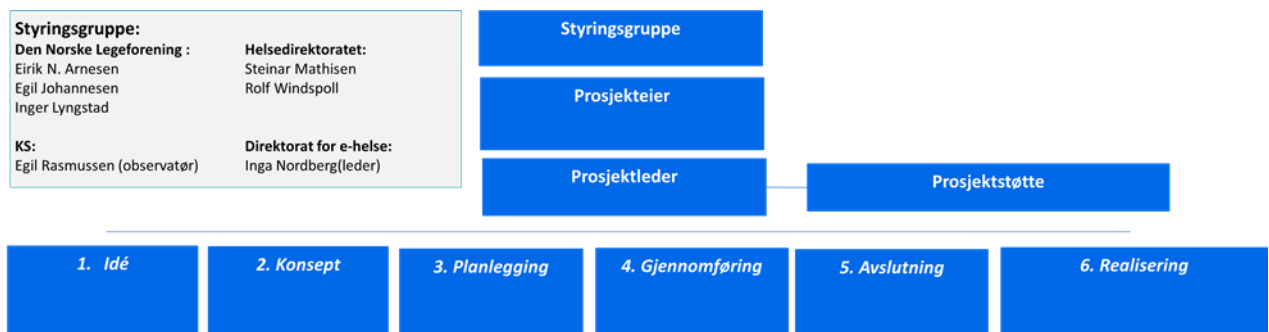 Styringsgruppe:
Den Norske Legeforening :
Eirik N. Arnesen
Egil Johannesen
Inger Lyngstad
Helsedirektoratet:
Steinar Mathisen
Rolf Windspoll
KS:
Egil Rasmussen (observatør)
Direktorat for e-helse:
Inga Nordberg(leder)
Styringsgruppe
Prosjekteier
Prosjektleder
Prosjektstøtte
1. Idé
2. Konsept
3. Planlegging
4. Gjennomføring
5. Avslutning
6. Realisering